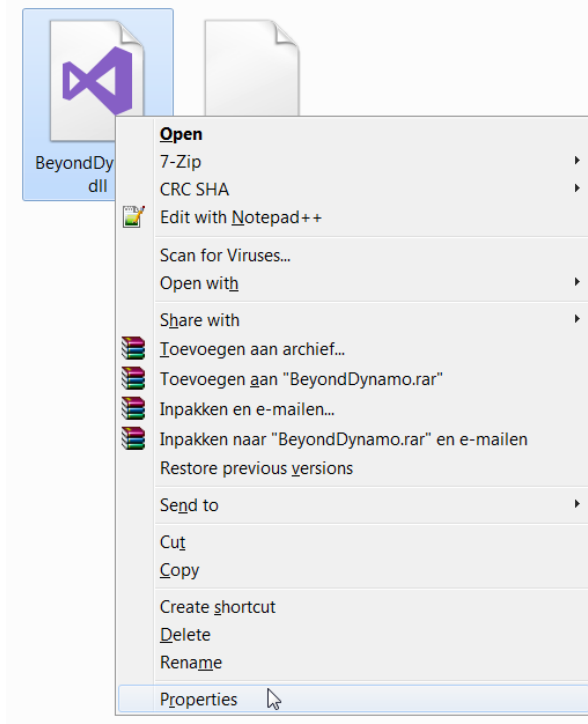 BeyondDy
dll
Open
7-Zip
CRC SHA
Edit with Notepad++
Scan for Viruses...
Open with
Share with
Toevoegen aan archief...
Toevoegen aan "BeyondDynamo.rar"
Inpakken en e-mailen...
Inpakken naar "BeyondDynamo.rar" en e-mailen
Restore previous versions
Send to
Cut
Copy
Create shortcut
Delete
Rename
Properties